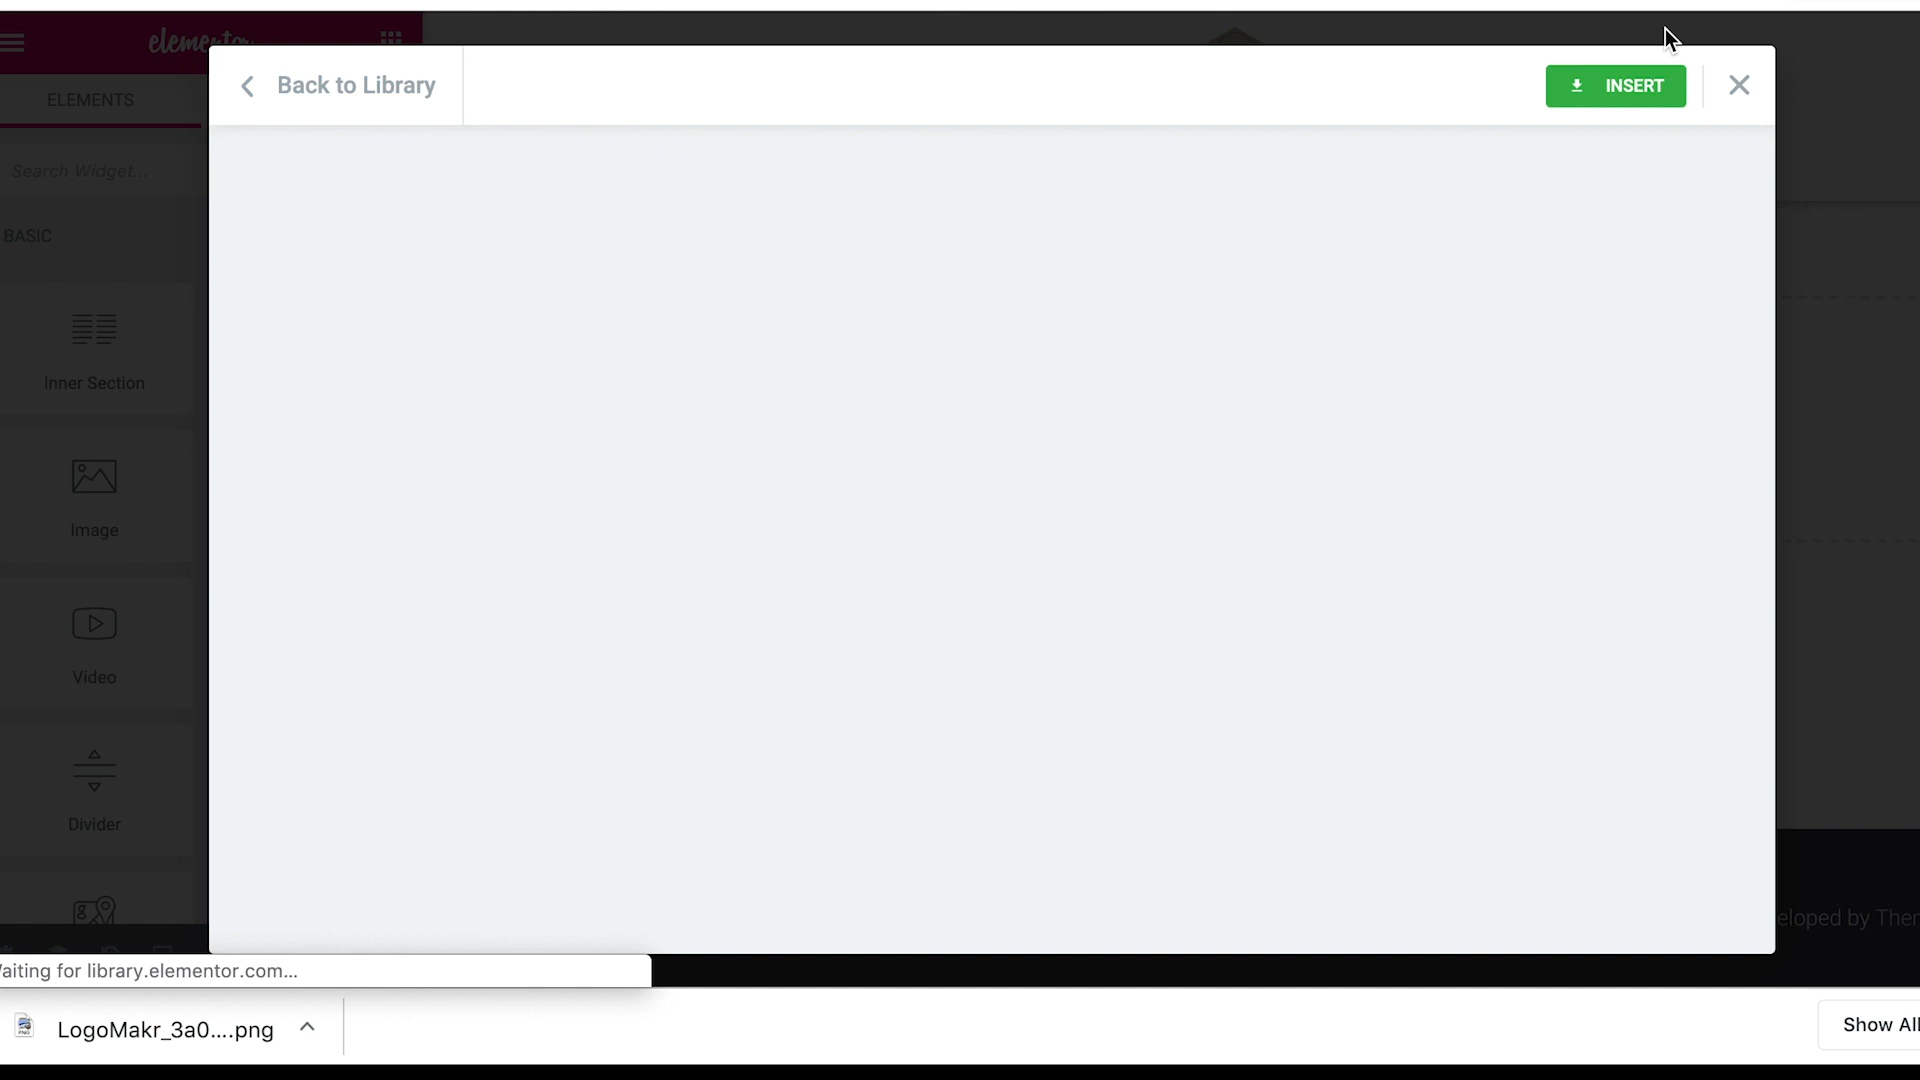 elementor
Back to Library
INSERT
ELEMENTS
Search Widget...
BASIC
Inner Section
Image
Video
Divider
eloped by Ther
aiting for library.elementor.com...
LogoMakr_3a0....png
Show All